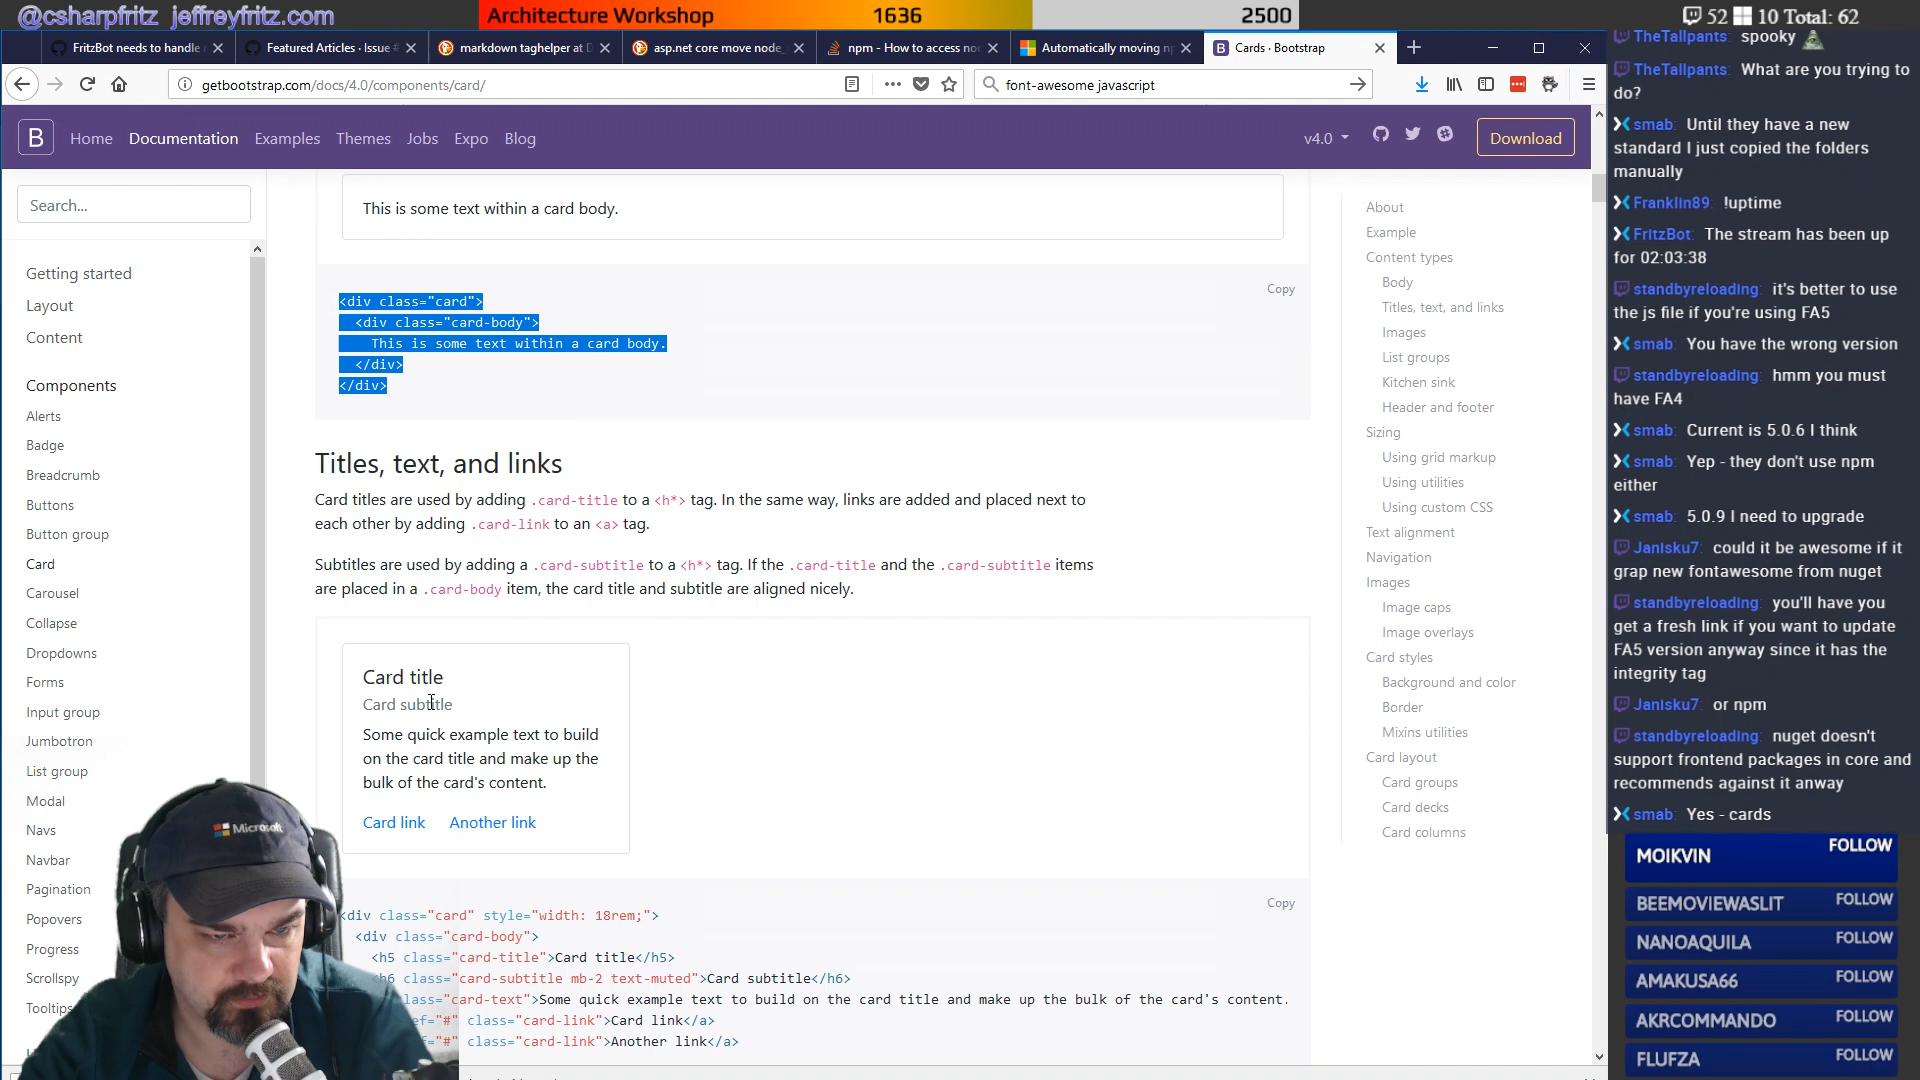 @csharpfritz jeffreyfritz.com
Architecture Workshop 1636 2500
52 10 Total: 62
FritzBot needs to handle
Featured Articles · Issue #
markdown taghelper at D
asp.net core move node_
npm - How to access no
Automatically moving n
Cards · Bootstrap
getbootstrap.com/docs/4.0/components/card/
font-awesome javascript
B
Home
Documentation
Examples
Themes
Jobs
Expo
Blog
v4.0
Download
Search...
Getting started
Layout
Content
Components
Alerts
Badge
Breadcrumb
Buttons
Button group
Card
Carousel
Collapse
Dropdowns
Forms
Input group
Jumbotron
List group
Modal
Navs
Navbar
Pagination
Popovers
Progress
Scrollspy
Tooltips
This is some text within a card body.
Copy
<div class="card">
<div class="card-body">
This is some text within a card body.
</div>
</div>
Titles, text, and links
Card titles are used by adding .card-title to a <h*> tag. In the same way, links are added and placed next to
each other by adding .card-link to an <a> tag.
Subtitles are used by adding a .card-subtitle to a <h*> tag. If the .card-title and the .card-subtitle items
are placed in a .card-body item, the card title and subtitle are aligned nicely.
Card title
Card subtitle
Some quick example text to build
on the card title and make up the
bulk of the card's content.
Card link Another link
Copy
<div class="card" style="width: 18rem;">
<div class="card-body">
<h5 class="card-title">Card title</h5>
h6 class="card-subtitle mb-2 text-muted">Card subtitle</h6>
class="card-text">Some quick example text to build on the card title and make up the bulk of the card's content.
ef="#" class="card-link">Card link</a>
ef="#" class="card-link">Another link</a>
About
Example
Content types
Body
Titles, text, and links
Images
List groups
Kitchen sink
Header and footer
Sizing
Using grid markup
Using utilities
Using custom CSS
Text alignment
Navigation
Images
Image caps
Image overlays
Card styles
Background and color
Border
Mixins utilities
Card layout
Card groups
Card decks
Card columns
TheTallpants: spooky
TheTallpants: What are you trying to
do?
smab: Until they have a new
standard I just copied the folders
manually
Franklin89: !uptime
FritzBot: The stream has been up
for 02:03:38
standbyreloading: it's better to use
the js file if you're using FA5
smab: You have the wrong version
standbyreloading: hmm you must
have FA4
smab: Current is 5.0.6 I think
smab: Yep - they don't use npm
either
smab: 5.0.9 I need to upgrade
Janisku7: could it be awesome if it
grap new fontawesome from nuget
standbyreloading: you'll have you
get a fresh link if you want to update
FA5 version anyway since it has the
integrity tag
Janisku7: or npm
standbyreloading: nuget doesn't
support frontend packages in core and
recommends against it anway
smab: Yes - cards
MOIKVIN FOLLOW
BEEMOVIEWASLIT FOLLOW
NANOAQUILA FOLLOW
AMAKUSA66 FOLLOW
AKRCOMMANDO FOLLOW
FLUFZA FOLLOW
Microsoft